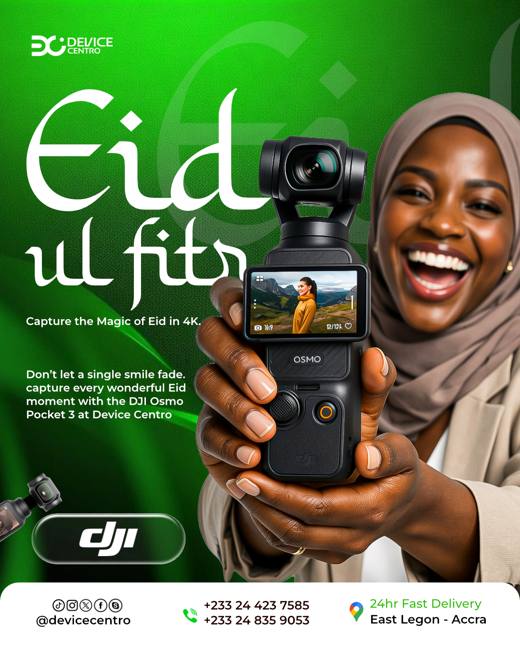 DEVICE
CENTRO
Eid
ul fitr
Capture the Magic of Eid in 4K.
Don't let a single smile fade.
capture every wonderful Eid
moment with the DJI Osmo
Pocket 3 at Device Centro
OSMO
dji
@devicecentro
+233 24 423 7585
+233 24 835 9053
24hr Fast Delivery
East Legon - Accra